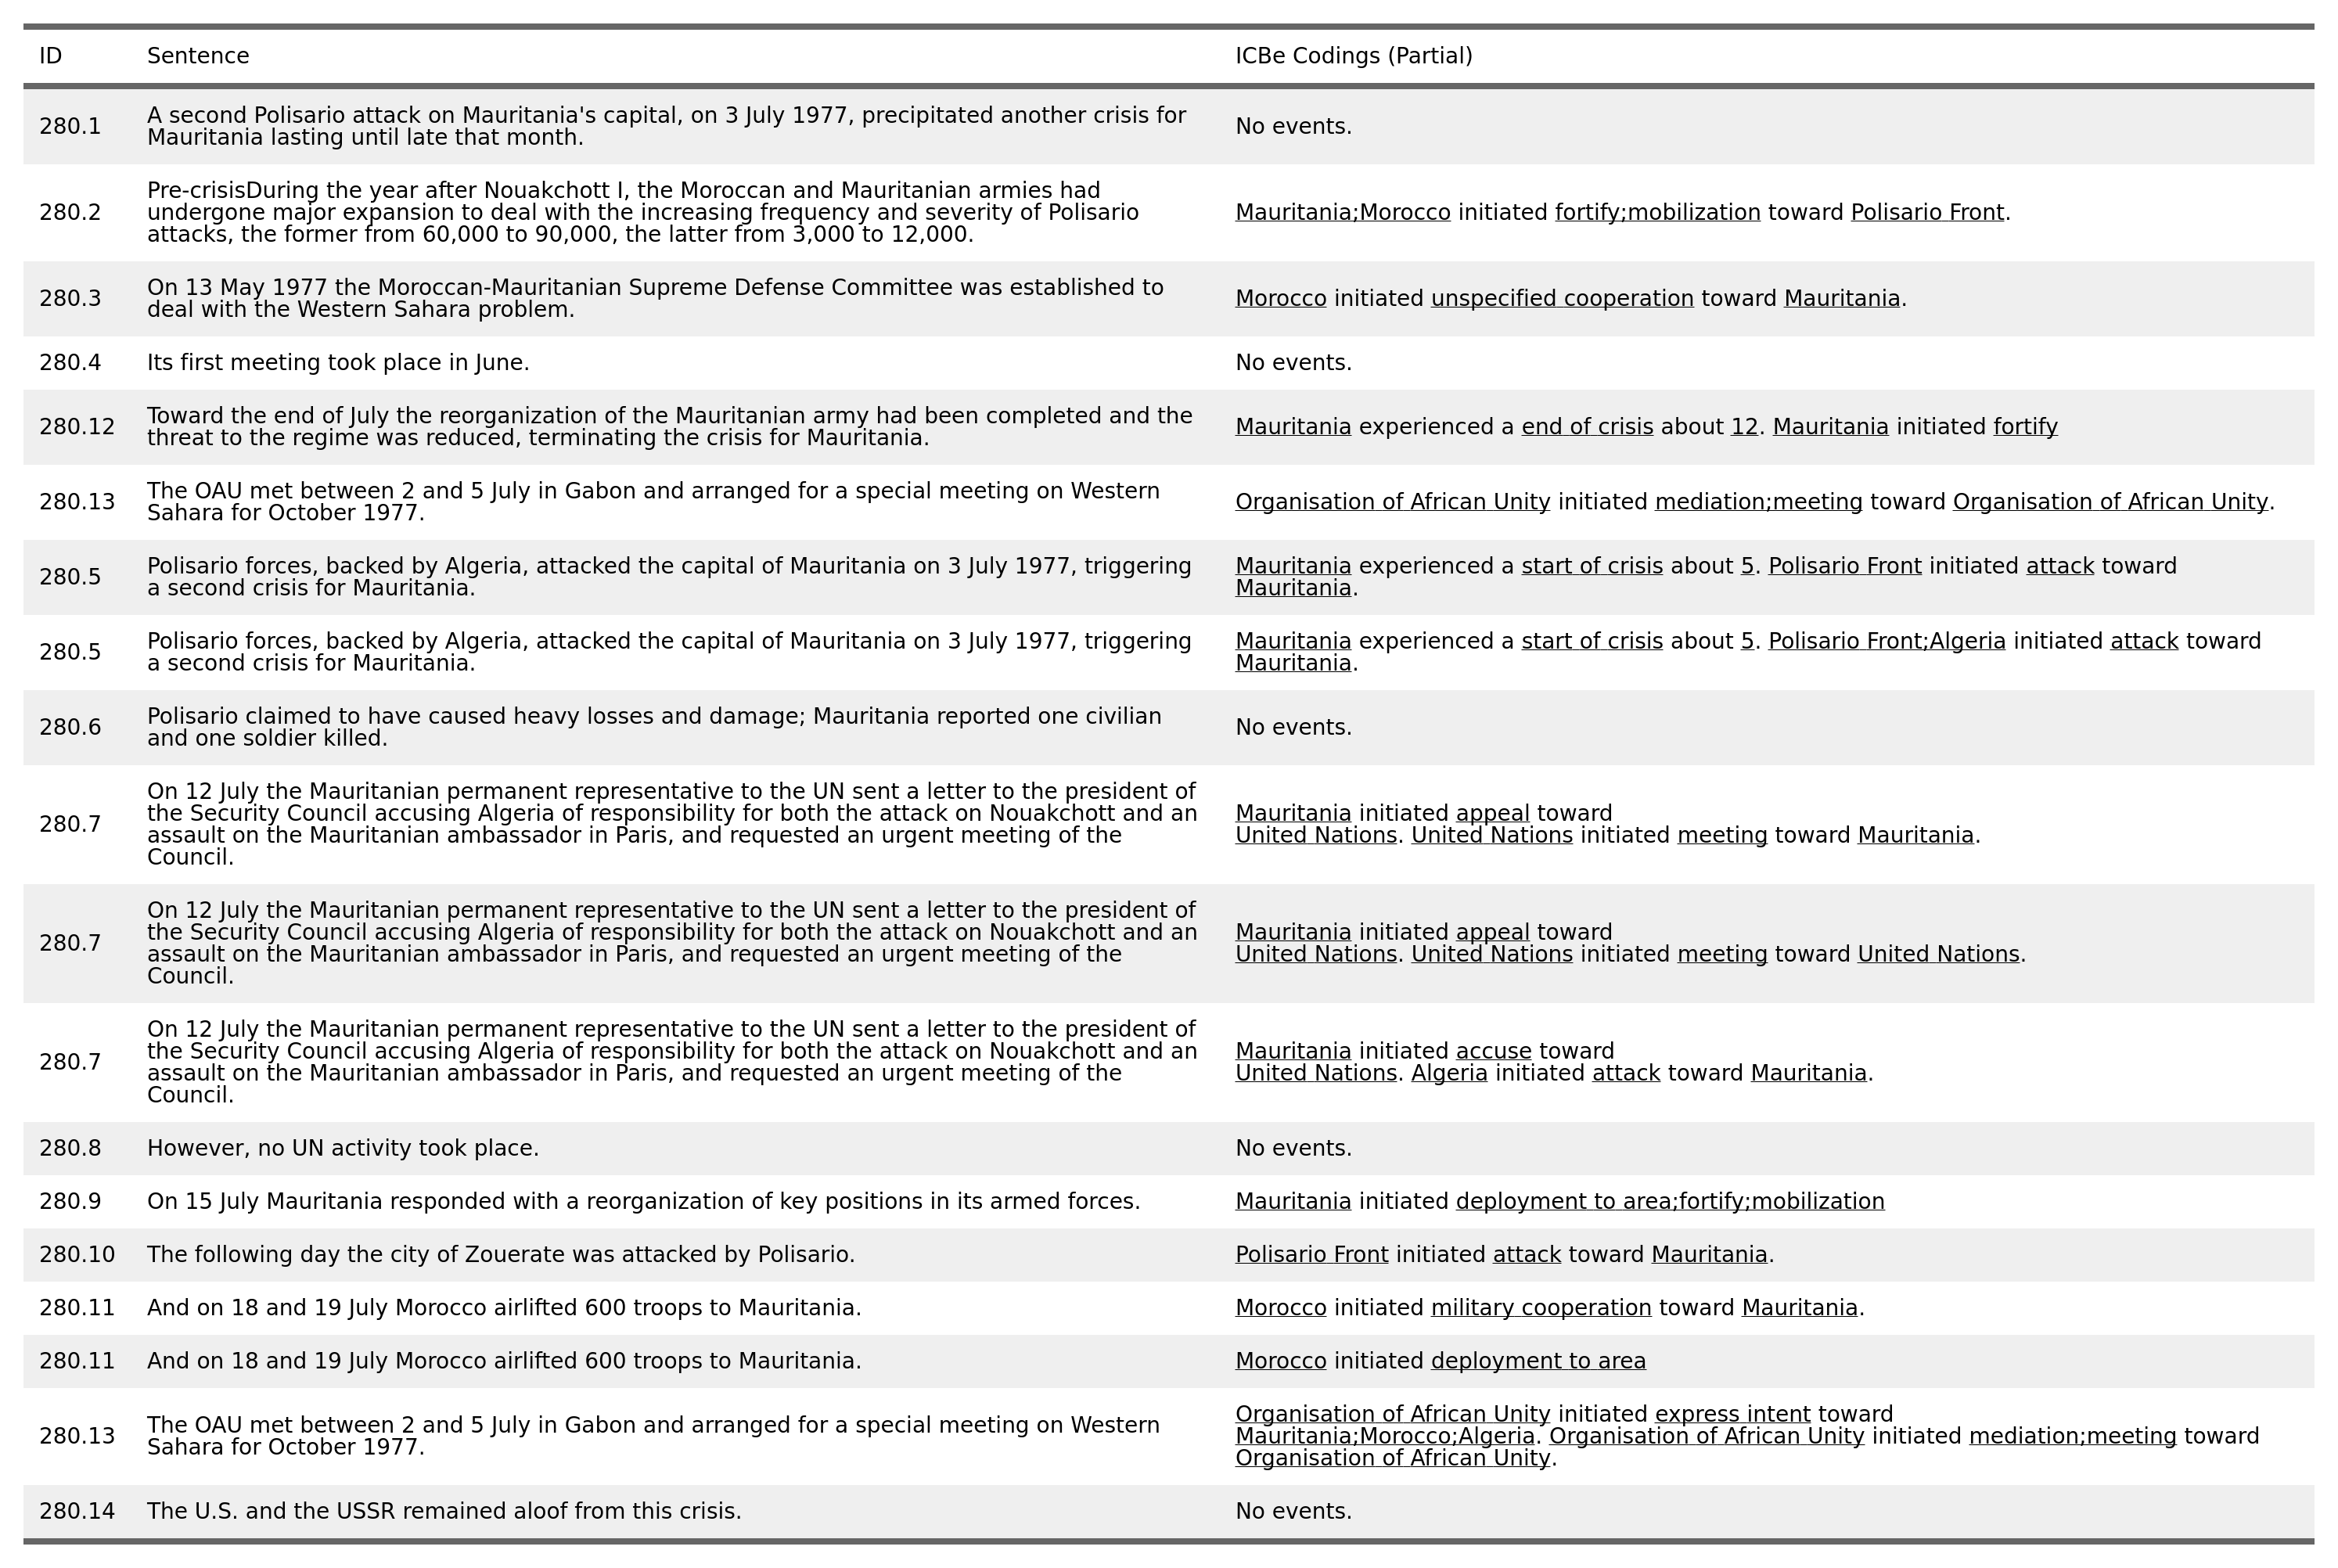 ID Sentence ICBe Codings (Partial)
280.1 A second Polisario attack on Mauritania's capital, on 3 July 1977, precipitated another crisis for
Mauritania lasting until late that month. No events.
280.2 Pre-crisisDuring the year after Nouakchott I, the Moroccan and Mauritanian armies had
undergone major expansion to deal with the increasing frequency and severity of Polisario
attacks, the former from 60,000 to 90,000, the latter from 3,000 to 12,000.
Mauritania;Morocco initiated fortify;mobilization toward Polisario Front.
280.3 On 13 May 1977 the Moroccan-Mauritanian Supreme Defense Committee was established to
deal with the Western Sahara problem.
Morocco initiated unspecified cooperation toward Mauritania.
280.4 Its first meeting took place in June. No events.
280.12 Toward the end of July the reorganization of the Mauritanian army had been completed and the
threat to the regime was reduced, terminating the crisis for Mauritania.
Mauritania experienced a end of crisis about 12. Mauritania initiated fortify
280.13 The OAU met between 2 and 5 July in Gabon and arranged for a special meeting on Western
Sahara for October 1977.
Organisation of African Unity initiated mediation;meeting toward Organisation of African Unity.
280.5 Polisario forces, backed by Algeria, attacked the capital of Mauritania on 3 July 1977, triggering
a second crisis for Mauritania.
Mauritania experienced a start of crisis about 5. Polisario Front initiated attack toward
Mauritania.
280.5 Polisario forces, backed by Algeria, attacked the capital of Mauritania on 3 July 1977, triggering
a second crisis for Mauritania.
Mauritania experienced a start of crisis about 5. Polisario Front;Algeria initiated attack toward
Mauritania.
280.6 Polisario claimed to have caused heavy losses and damage; Mauritania reported one civilian
and one soldier killed.
No events.
280.7 On 12 July the Mauritanian permanent representative to the UN sent a letter to the president of
the Security Council accusing Algeria of responsibility for both the attack on Nouakchott and an
assault on the Mauritanian ambassador in Paris, and requested an urgent meeting of the
Council.
Mauritania initiated appeal toward
United Nations. United Nations initiated meeting toward Mauritania.
280.7 On 12 July the Mauritanian permanent representative to the UN sent a letter to the president of
the Security Council accusing Algeria of responsibility for both the attack on Nouakchott and an
assault on the Mauritanian ambassador in Paris, and requested an urgent meeting of the
Council.
Mauritania initiated appeal toward
United Nations. United Nations initiated meeting toward United Nations.
280.7 On 12 July the Mauritanian permanent representative to the UN sent a letter to the president of
the Security Council accusing Algeria of responsibility for both the attack on Nouakchott and an
assault on the Mauritanian ambassador in Paris, and requested an urgent meeting of the
Council.
Mauritania initiated accuse toward
United Nations. Algeria initiated attack toward Mauritania.
280.8 However, no UN activity took place. No events.
280.9 On 15 July Mauritania responded with a reorganization of key positions in its armed forces. Mauritania initiated deployment to area;fortify;mobilization
280.10 The following day the city of Zouerate was attacked by Polisario. Polisario Front initiated attack toward Mauritania.
280.11 And on 18 and 19 July Morocco airlifted 600 troops to Mauritania. Morocco initiated military cooperation toward Mauritania.
280.11 And on 18 and 19 July Morocco airlifted 600 troops to Mauritania. Morocco initiated deployment to area
280.13 The OAU met between 2 and 5 July in Gabon and arranged for a special meeting on Western
Sahara for October 1977.
Organisation of African Unity initiated express intent toward
Mauritania;Morocco;Algeria. Organisation of African Unity initiated mediation;meeting toward
Organisation of African Unity.
280.14 The U.S. and the USSR remained aloof from this crisis. No events.